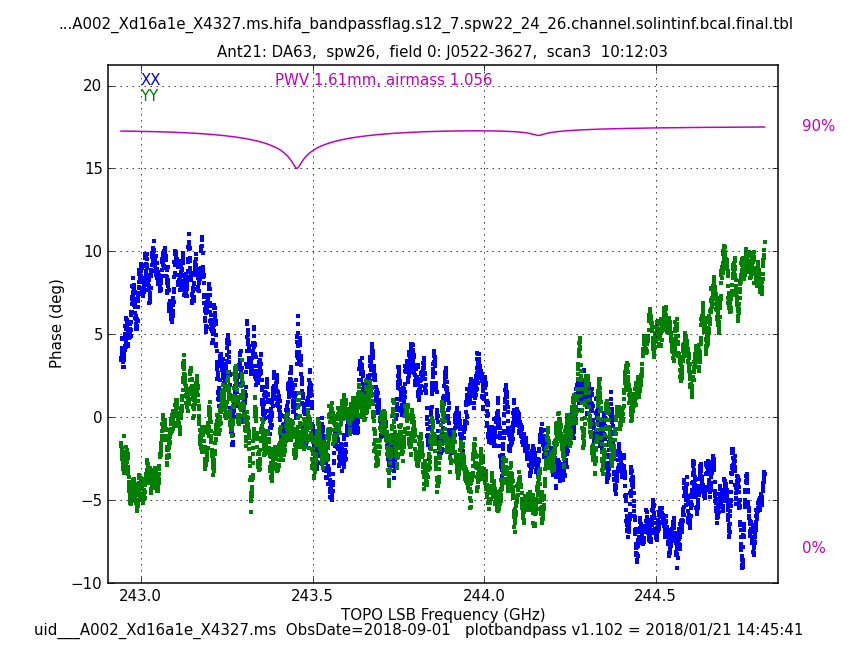 ...A002_Xd16a1e_X4327.ms.hifa_bandpassflag.s12_7.spw22_24_26.channel.solintinf.bcal.final.tbl
Ant21: DA63, spw26, field 0: J0522-3627, scan3 10:12:03
XX
YY
PWV 1.61mm, airmass 1.056
90%
0%
20
15
10
5
0
−5
−10
Phase (deg)
243.0 243.5 244.0 244.5
TOPO LSB Frequency (GHz)
uid___A002_Xd16a1e_X4327.ms ObsDate=2018-09-01 plotbandpass v1.102 = 2018/01/21 14:45:41